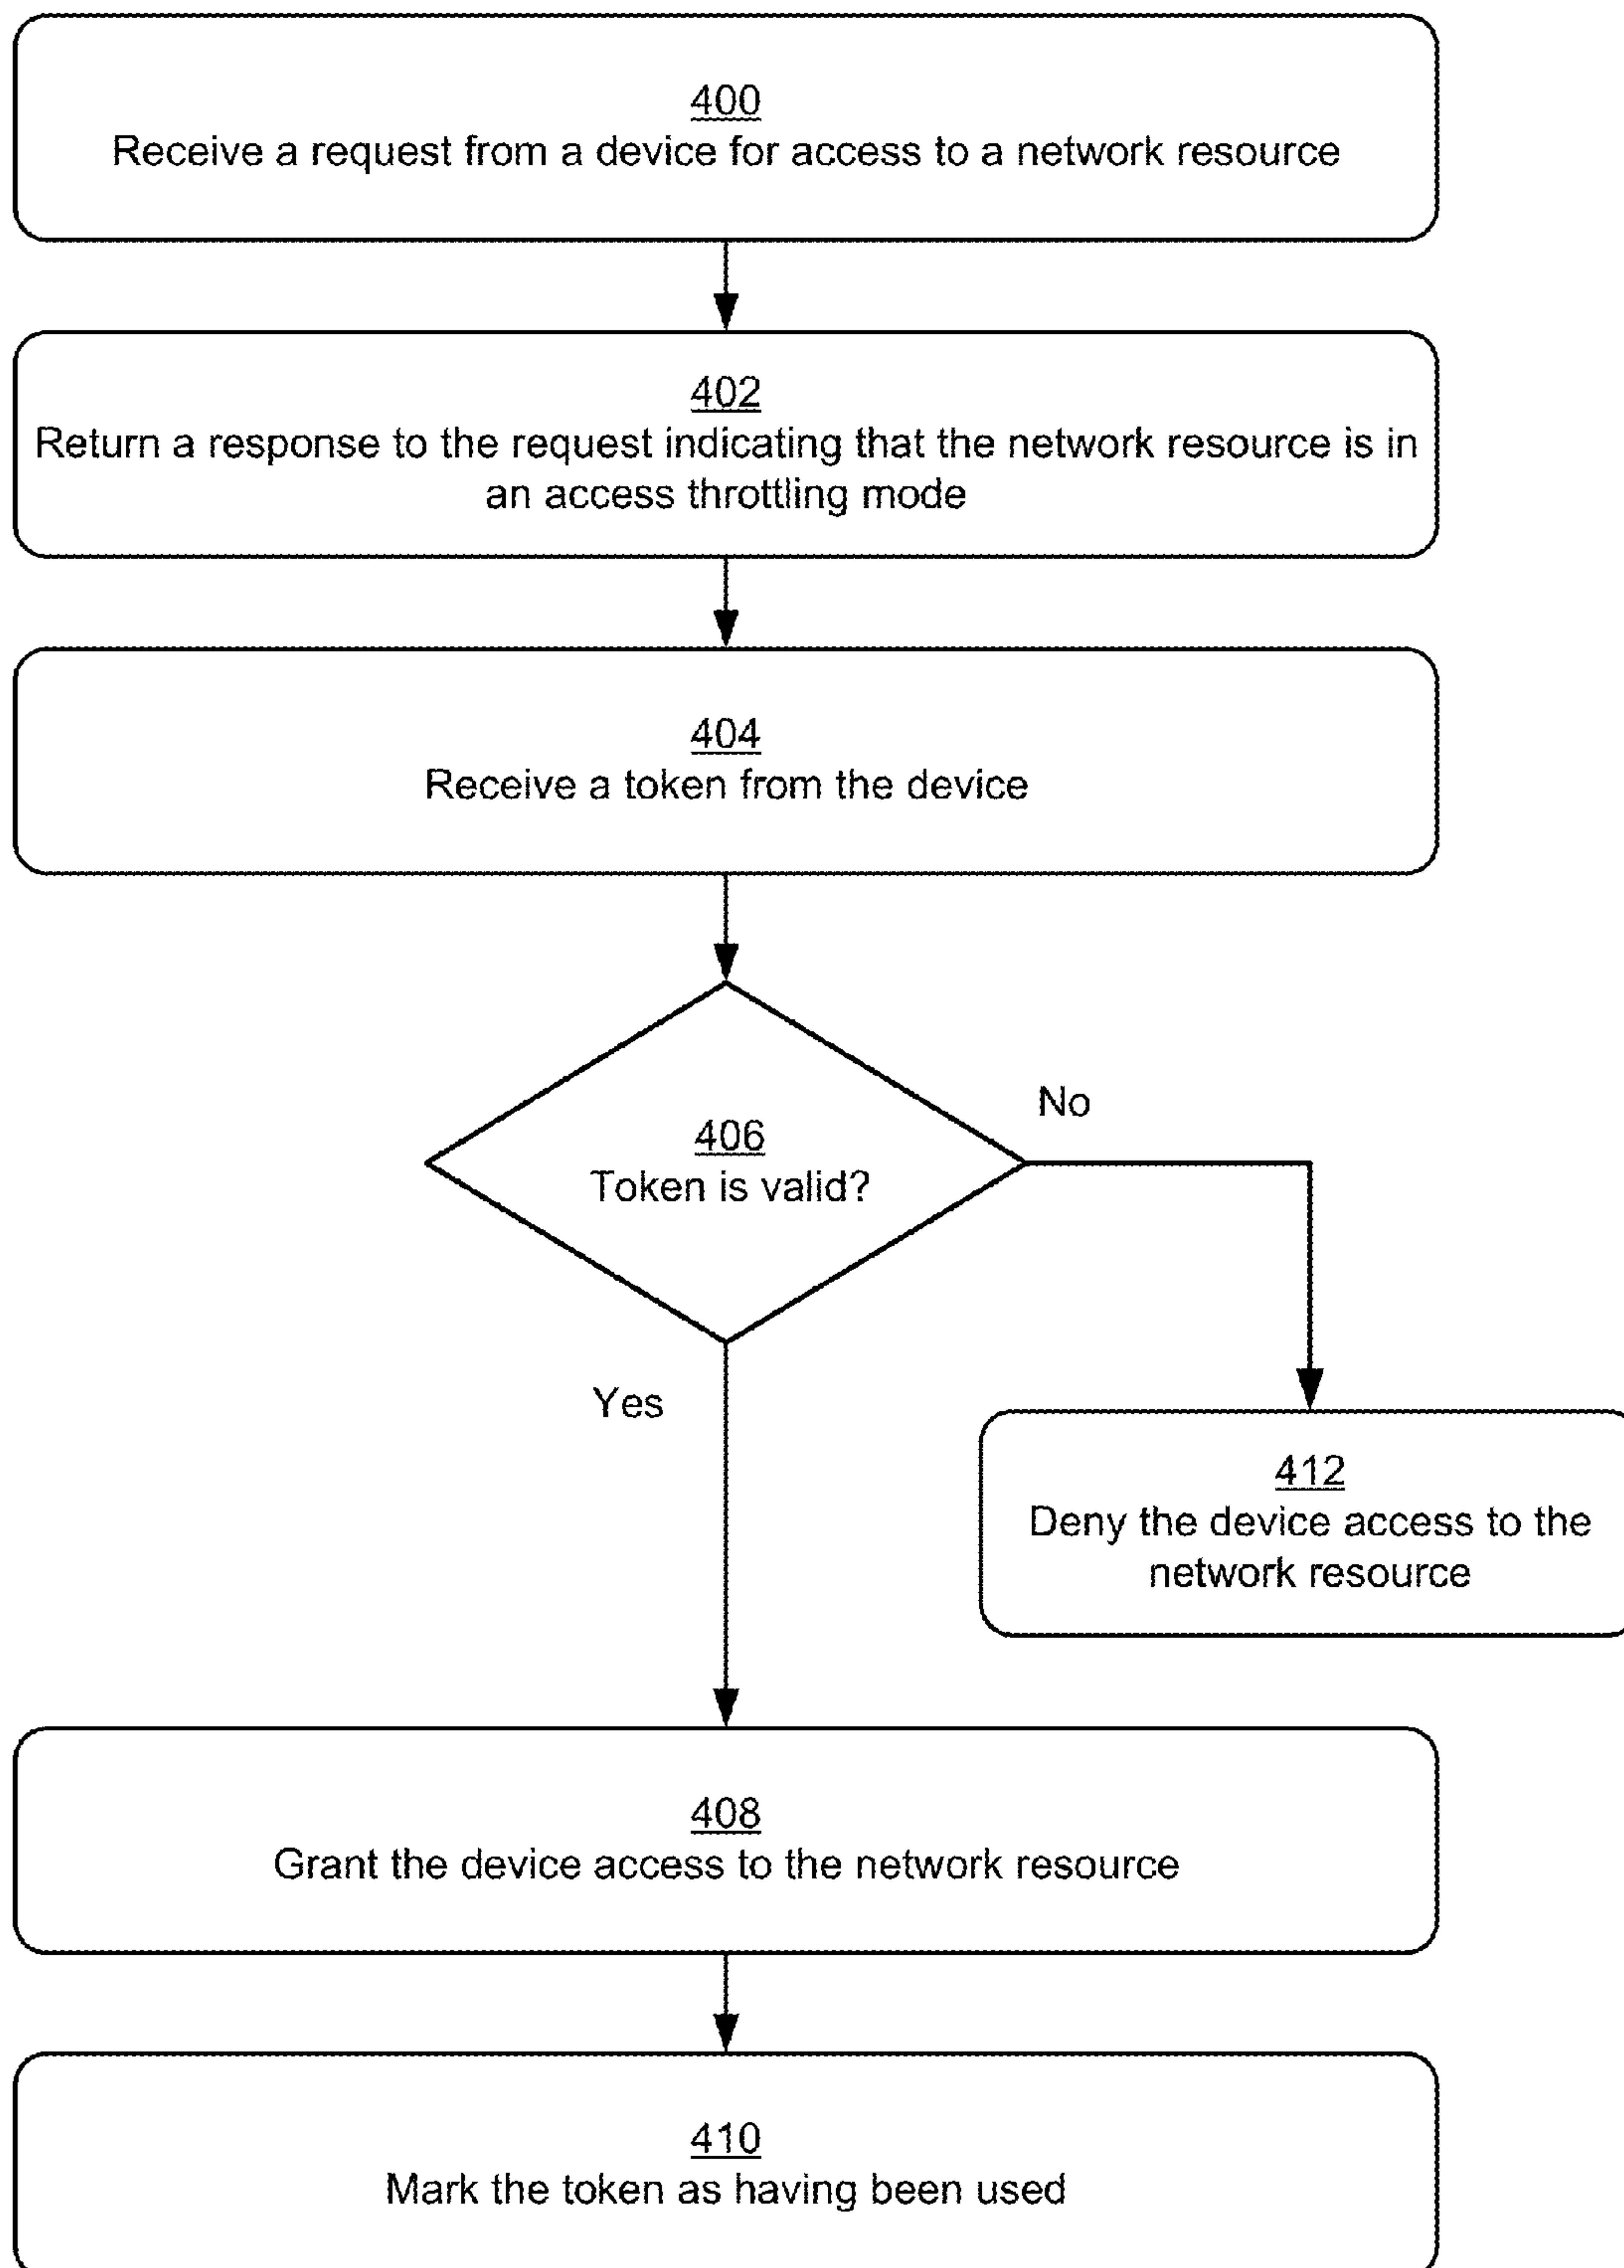 400
Receive a request from a device for access to a network resource
402
Return a response to the request indicating that the network resource is in
an access throttling mode
404
Receive a token from the device
406
Token is valid?
No
Yes
412
Deny the device access to the
network resource
408
Grant the device access to the network resource
410
Mark the token as having been used